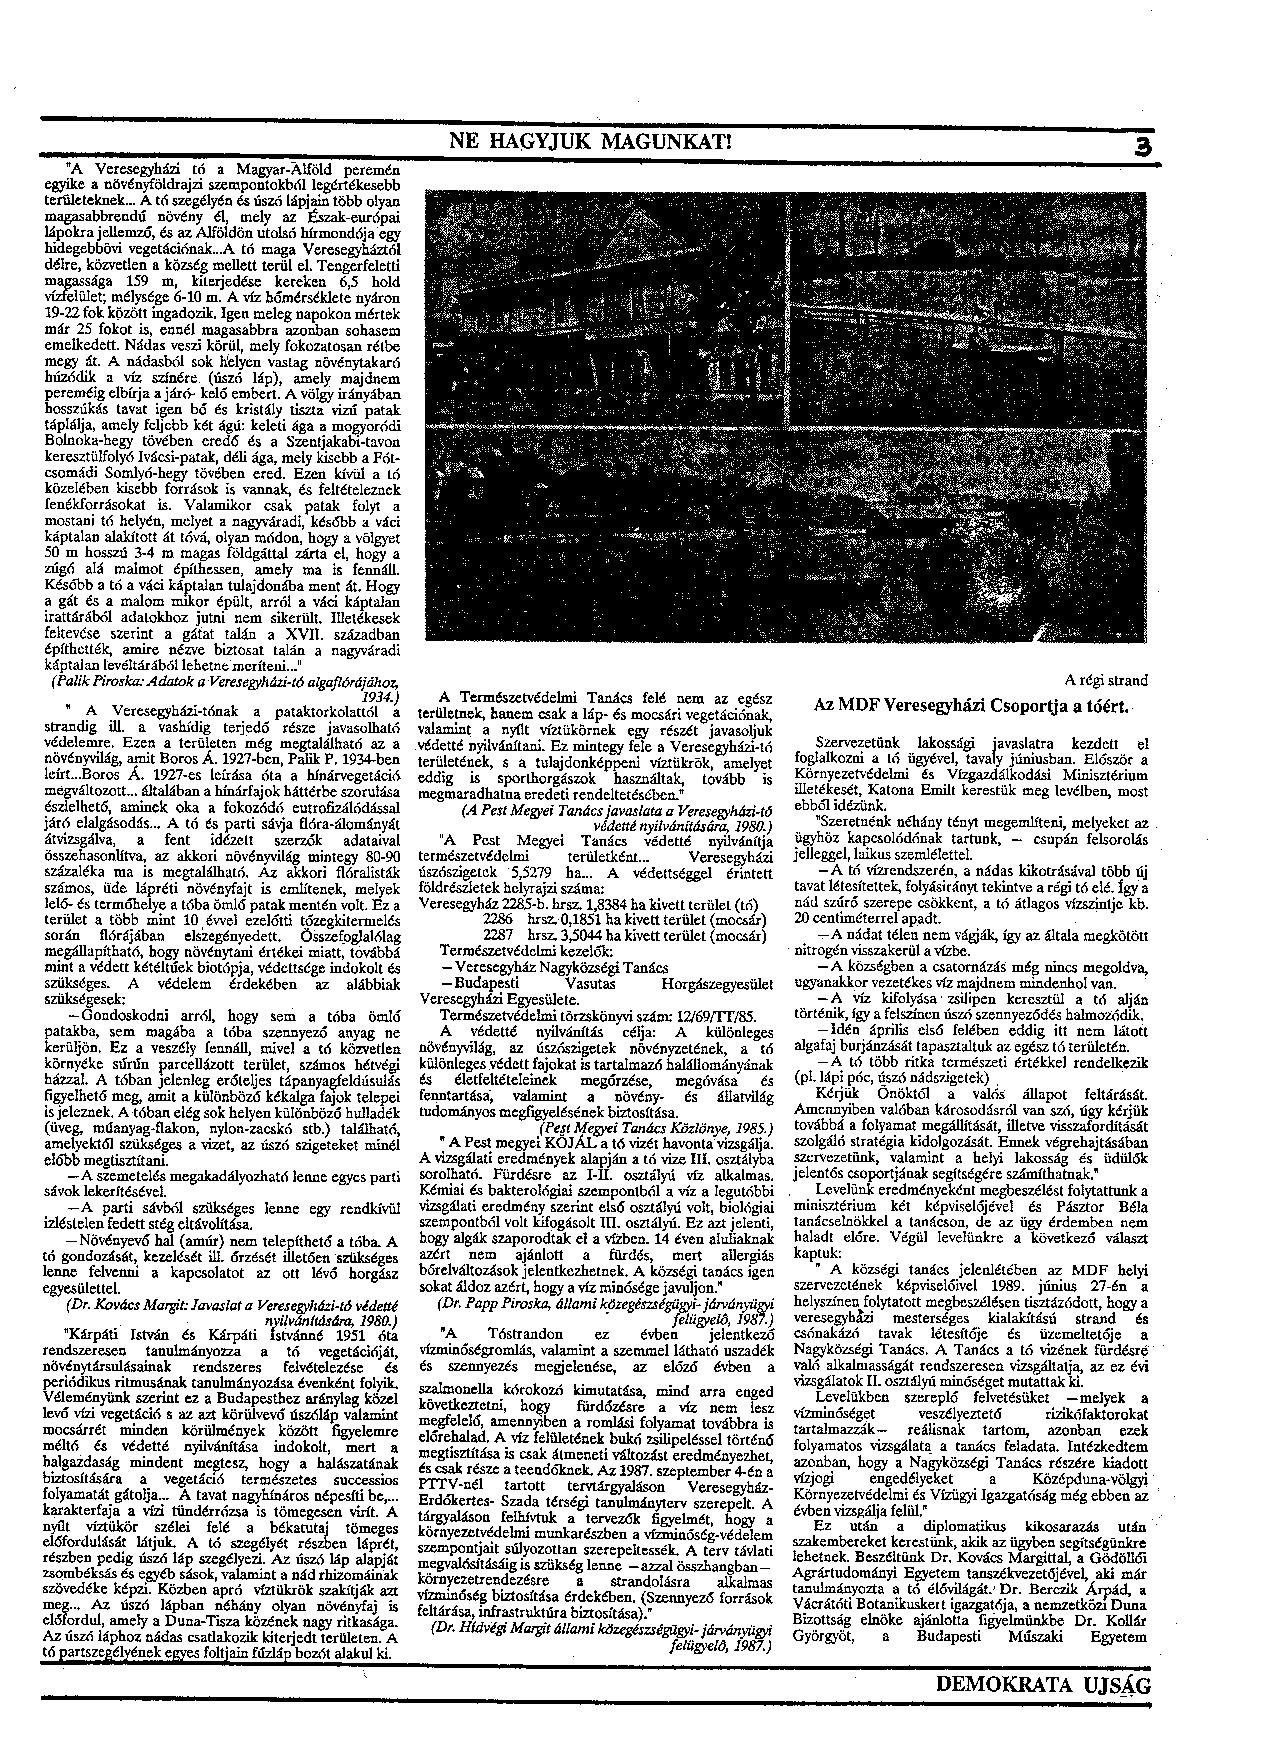 NE HAGYJUK MAGUNKAT!
3
"A Veresegyházi tó a Magyar-Alföld peremén
egyike a növényföldrajzi szempontokból legértékesebb
területeknek... A tó szegélyén és úszó lápjain több olyan
magasabbrendű növény él, mely az Észak-európai
lápokra jellemző, és az Alföldön utolsó hírmondója egy
hidegebbövi vegetációnak...A tó maga Veresegyháztól
délre, közvetlen a község mellett terül el. Tengerfeletti
magassága 159 m, kiterjedése kereken 6,5 hold
vízfelület; mélysége 6-10 m. A víz hőmérséklete nyáron
19-22 fok között ingadozik. Igen meleg napokon mértek
már 25 fokot is, ennél magasabbra azonban sohasem
emelkedett. Nádas veszi körül, mely fokozatosan rétbe
megy át. A nádasból sok helyen vastag növénytakaró
húzódik a víz színére (úszó láp), amely majdnem
pereméig elbírja a járó- kelő embert. A völgy irányában
hosszúkás tavat igen bő és kristály tiszta vizű patak
táplálja, amely feljebb két ágú: keleti ága a mogyoródi
Bolnoka-hegy tövében eredő és a Szentjakabi-tavon
keresztülfolyó Ivácsi-patak, déli ága, mely kisebb a Fót-
csomádi Somlyó-hegy tövében ered. Ezen kívül a tó
közelében kisebb források is vannak, és feltételeznek
fenékforrásokat is. Valamikor csak patak folyt a
mostani tó helyén, melyet a nagyváradi, később a váci
káptalan alakított át tóvá, olyan módon, hogy a völgyet
50 m hosszú 3-4 m magas földgáttal zárta el, hogy a
zúgó alá malmot építhessen, amely ma is fennáll.
Később a tó a váci káptalan tulajdonába ment át. Hogy
a gát és a malom mikor épült, arról a váci káptalan
irattárából adatokhoz jutni nem sikerült. Illetékesek
feltevése szerint a gátat talán a XVII. században
építhették, amire nézve biztosat talán a nagyváradi
káptalan levéltárából lehetne meríteni..."
(Palik Piroska: Adatok a Veresegyházi-tó algaflórájához,
1934.)
" A Veresegyházi-tónak a pataktorkolattól a
strandig ill. a vashídig terjedő része javasolható
védelemre. Ezen a területen még megtalálható az a
növényvilág, amit Boros Á. 1927-ben, Palik P. 1934-ben
leírt...Boros Á. 1927-es leírása óta a hínárvegetáció
megváltozott... általában a hínárfajok háttérbe szorulása
észlelhető, aminek oka a fokozódó eutrofizálódással
járó elalgásodás... A tó és parti sávja flóra-álományát
átvizsgálva, a fent idézett szerzők adataival
összehasonlítva, az akkori növényvilág mintegy 80-90
százaléka ma is megtalálható. Az akkori flóralisták
számos, üde lápréti növényfajt is említenek, melyek
lelő- és termőhelye a tóba ömlő patak mentén volt. Ez a
terület a több mint 10 évvel ezelőtti tőzegkitermelés
során flórájában elszegényedett. Összefoglalólag
megállapítható, hogy növénytani értékei miatt, továbbá
mint a védett kétéltűek biotópja, védettsége indokolt és
szükséges. A védelem érdekében az alábbiak
szükségesek:
—Gondoskodni arról, hogy sem a tóba ömlő
patakba, sem magába a tóba szennyező anyag ne
kerüljön. Ez a veszély fennáll, mivel a tó közvetlen
környéke sűrűn parcellázott terület, számos hétvégi
házzal. A tóban jelenleg erőteljes tápanyagfeldúsulás
figyelhető meg, amit a különböző kékalga fajok telepei
is jeleznek. A tóban elég sok helyen különböző hulladék
(üveg, műanyag-flakon, nylon-zacskó stb.) található,
amelyektől szükséges a vizet, az úszó szigeteket minél
előbb megtisztítani.
—A szemetelés megakadályozható lenne egyes parti
sávok lekerítésével.
—A parti sávból szükséges lenne egy rendkívül
ízléstelen fedett stég eltávolítása.
—Növényevő hal (amúr) nem telepíthető a tóba. A
tó gondozását, kezelését ill. őrzését illetően szükséges
lenne felvenni a kapcsolatot az ott lévő horgász
egyesülettel.
(Dr. Kovács Margit: Javaslat a Veresegyházi-tó védetté
nyilvánítására, 1980.)
"Kárpáti István és Kárpáti Istvánné 1951 óta
rendszeresen tanulmányozza a tó vegetációját,
növénytársulásainak rendszeres felvételezése és
periódikus ritmusának tanulmányozása évenként folyik.
Véleményünk szerint ez a Budapesthez aránylag közel
levő vízi vegetáció s az azt körülvevő úszóláp valamint
mocsárrét minden körülmények között figyelemre
méltó és védetté nyilvánítása indokolt, mert a
halgazdaság mindent megtesz, hogy a halászatának
biztosítására a vegetáció természetes successios
folyamatát gátolja... A tavat nagyhínáros népesíti be,...
karakterfaja a vízi tündérrózsa is tömegesen virít. A
nyílt víztükör szélei felé a békatutaj tömeges
előfordulását látjuk. A tó szegélyét részben láprét,
részben pedig úszó láp szegélyezi. Az úszó láp alapját
zsombéksás és egyéb sások, valamint a nád rhizomáinak
szövedéke képzi. Közben apró víztükrök szakítják azt
meg... Az úszó lápban néhány olyan növényfaj is
előfordul, amely a Duna-Tisza közének nagy ritkasága.
Az úszó láphoz nádas csatlakozik kiterjedt területen. A
tó partszegélyének egyes foltjain fűzláp bozót alakul ki.
A régi strand
A Természetvédelmi Tanács felé nem az egész
területnek, hanem csak a láp- és mocsári vegetációnak,
valamint a nyílt víztükörnek egy részét javasoljuk
védetté nyilvánítani. Ez mintegy fele a Veresegyházi-tó
területének, s a tulajdonképpeni víztükrök, amelyet
eddig is sporthorgászok használtak, tovább is
megmaradhatna eredeti rendeltetésében."
(A Pest Megyei Tanács javaslata a Veresegyházi-tó
védetté nyilvánítására, 1980.)
"A Pest Megyei Tanács védetté nyilvánítja
természetvédelmi területként... Veresegyházi
úszószigetek 5,5279 ha... A védettséggel érintett
földrészletek helyrajzi száma:
Veresegyház 2285-b. hrsz. 1,8384 ha kivett terület (tó)
2286 hrsz. 0,1851 ha kivett terület (mocsár)
2287 hrsz. 3,5044 ha kivett terület (mocsár)
Természetvédelmi kezelők:
—Veresegyház Nagyközségi Tanács
—Budapesti Vasutas Horgászegyesület
Veresegyházi Egyesülete.
Természetvédelmi törzskönyvi szám: 12/69/TT/85.
A védetté nyilvánítás célja: A különleges
növényvilág, az úszószigetek növényzetének, a tó
különleges védett fajokat is tartalmazó halállományának
és életfeltételeinek megőrzése, megóvása és
fenntartása, valamint a növény- és állatvilág
tudományos megfigyelésének biztosítása.
(Pest Megyei Tanács Közlönye, 1985.)
" A Pest megyei KÖJÁL a tó vizét havonta vizsgálja.
A vizsgálati eredmények alapján a tó vize III. osztályba
sorolható. Fürdésre az I-II. osztályú víz alkalmas.
Kémiai és bakterológiai szempontból a víz a legutóbbi
vizsgálati eredmény szerint első osztályú volt, biológiai
szempontból volt kifogásolt III. osztályú. Ez azt jelenti,
hogy algák szaporodtak el a vízben. 14 éven aluliaknak
azért nem ajánlott a fürdés, mert allergiás
bőrelváltozások jelentkezhetnek. A községi tanács igen
sokat áldoz azért, hogy a víz minősége javuljon."
(Dr. Papp Piroska, állami közegészségügyi- járványügyi
felügyelő, 1987.)
"A Tóstrandon ez évben jelentkező
vízminőségromlás, valamint a szemmel látható uszadék
és szennyezés megjelenése, az előző évben a
szalmonella kórokozó kimutatása, mind arra enged
következtetni, hogy fürdőzésre a víz nem lesz
megfelelő, amennyiben a romlási folyamat továbbra is
előrehalad. A víz felületének bukó zsilipeléssel történő
megtisztítása is csak átmeneti változást eredményezhet,
és csak része a teendőknek. Az 1987. szeptember 4-én a
PTTV-nél tartott tervtárgyaláson Veresegyház-
Erdőkertes- Szada térségi tanulmányterv szerepelt. A
tárgyaláson felhívtuk a tervezők figyelmét, hogy a
környezetvédelmi munkarészben a vízminőség-védelem
szempontjait súlyozottan szerepeltessék. A terv távlati
megvalósításáig is szükség lenne —azzal összhangban—
környezetrendezésre a strandolásra alkalmas
vízminőség biztosítása érdekében. (Szennyező források
feltárása, infrastruktúra biztosítása)."
(Dr. Hídvégi Margit állami közegészségügyi- járványügyi
felügyelő, 1987.)
Az MDF Veresegyházi Csoportja a tóért.
Szervezetünk lakossági javaslatra kezdett el
foglalkozni a tó ügyével, tavaly júniusban. Először a
Környezetvédelmi és Vízgazdálkodási Minisztérium
illetékesét, Katona Emilt kerestük meg levélben, most
ebből idézünk.
"Szeretnénk néhány tényt megemlíteni, melyeket az
ügyhöz kapcsolódónak tartunk, — csupán felsorolás
jelleggel, laikus szemlélettel.
—A tó vízrendszerén, a nádas kikotrásával több új
tavat létesítettek, folyásirányt tekintve a régi tó elé. Így a
nád szűrő szerepe csökkent, a tó átlagos vízszintje kb.
20 centiméterrel apadt.
—A nádat télen nem vágják, így az általa megkötött
nitrogén visszakerül a vízbe.
—A községben a csatornázás még nincs megoldva,
ugyanakkor vezetékes víz majdnem mindenhol van.
—A víz kifolyása zsilipen keresztül a tó alján
történik, így a felszínen úszó szennyeződés halmozódik.
—Idén április első felében eddig itt nem látott
algafaj burjánzását tapasztaltuk az egész tó területén.
—A tó több ritka természeti értékkel rendelkezik
(pl. lápi póc, úszó nádszigetek)
Kérjük Önöktől a valós állapot feltárását.
Amennyiben valóban károsodásról van szó, úgy kérjük
továbbá a folyamat megállítását, illetve visszafordítását
szolgáló stratégia kidolgozását. Ennek végrehajtásában
szervezetünk, valamint a helyi lakosság és üdülők
jelentős csoportjának segítségére számíthatnak."
Levelünk eredményeként megbeszélést folytattunk a
minisztérium két képviselőjével és Pásztor Béla
tanácselnökkel a tanácson, de az ügy érdemben nem
haladt előre. Végül levelünkre a következő választ
kaptuk:
" A községi tanács jelenlétében az MDF helyi
szervezetének képviselőivel 1989. június 27-én a
helyszínen folytatott megbeszélésen tisztázódott, hogy a
veresegyházi mesterséges kialakítású strand és
csónakázó tavak létesítője és üzemeltetője a
Nagyközségi Tanács. A Tanács a tó vizének fürdésre
való alkalmasságát rendszeresen vizsgáltatja, az ez évi
vizsgálatok II. osztályú minőséget mutattak ki.
Levelükben szereplő felvetésüket —melyek a
vízminőséget veszélyeztető rizikófaktorokat
tartalmazzák— reálisnak tartom, azonban ezek
folyamatos vizsgálata a tanács feladata. Intézkedtem
azonban, hogy a Nagyközségi Tanács részére kiadott
vízjogi engedélyeket a Középduna-völgyi
Környezetvédelmi és Vízügyi Igazgatóság még ebben az
évben vizsgálja felül."
Ez után a diplomatikus kikosarazás után
szakembereket kerestünk, akik az ügyben segítségünkre
lehetnek. Beszéltünk Dr. Kovács Margittal, a Gödöllői
Agrártudományi Egyetem tanszékvezetőjével, aki már
tanulmányozta a tó élővilágát. Dr. Berczik Árpád, a
Vácrátóti Botanikuskert igazgatója, a nemzetközi Duna
Bizottság elnöke ajánlotta figyelmünkbe Dr. Kollár
Györgyöt, a Budapesti Műszaki Egyetem
DEMOKRATA UJSÁG